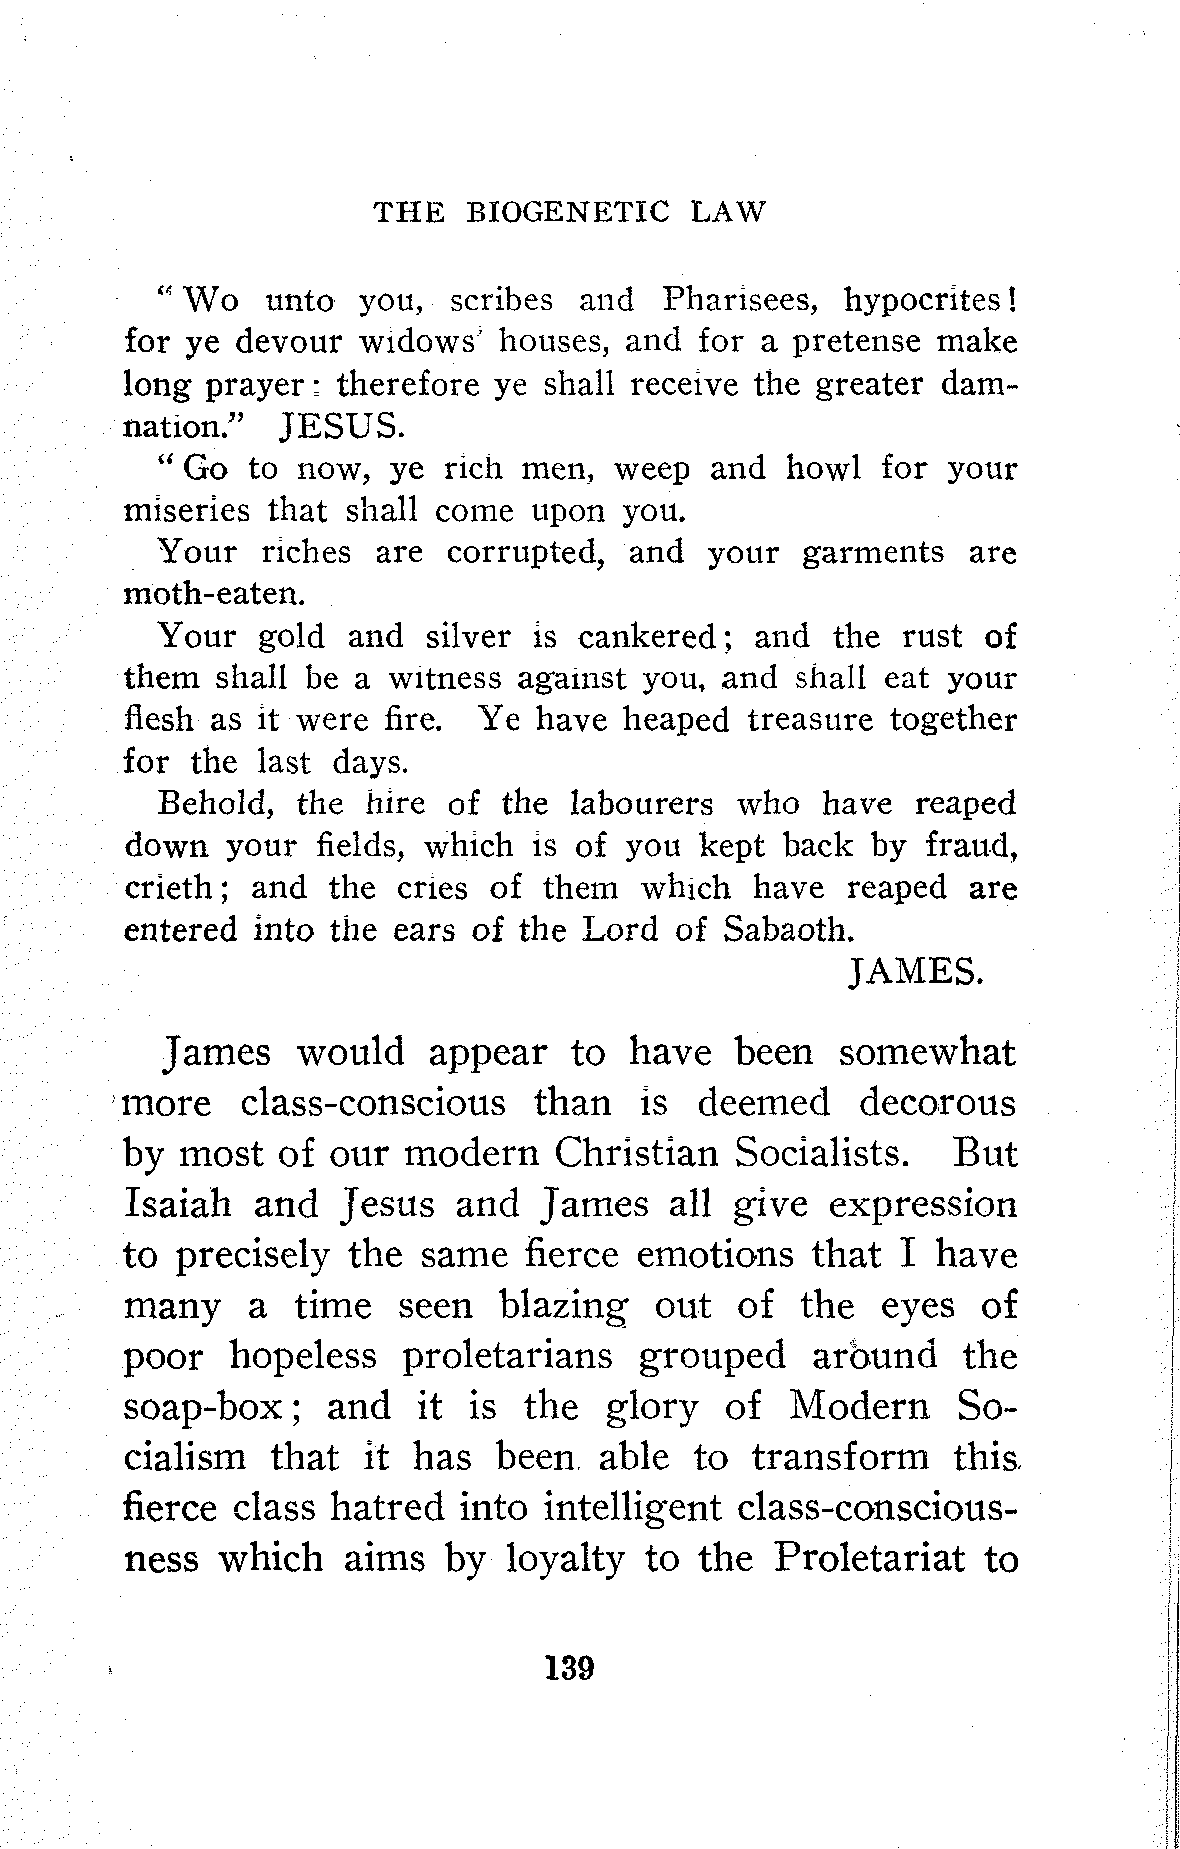 THE BIOGENETIC LAW
“ Wo unto you, scribes and Pharisees, hypocrites !
for ye devour widows’ houses, and for a pretense make
long prayer : therefore ye shall receive the greater dam-
nation.” JESUS.
“ Go to now, ye rich men, weep and howl for your
miseries that shall come upon you.
Your riches are corrupted, and your garments are
moth-eaten.
Your gold and silver is cankered ; and the rust of
them shall be a witness against you, and shall eat your
flesh as it were fire. Ye have heaped treasure together
for the last days.
Behold, the hire of the labourers who have reaped
down your fields, which is of you kept back by fraud,
crieth ; and the cries of them which have reaped are
entered into the ears of the Lord of Sabaoth.
JAMES.
James would appear to have been somewhat
more class-conscious than is deemed decorous
by most of our modern Christian Socialists. But
Isaiah and Jesus and James all give expression
to precisely the same fierce emotions that I have
many a time seen blazing out of the eyes of
poor hopeless proletarians grouped around the
soap-box ; and it is the glory of Modern So-
cialism that it has been able to transform this
fierce class hatred into intelligent class-conscious-
ness which aims by loyalty to the Proletariat to
139